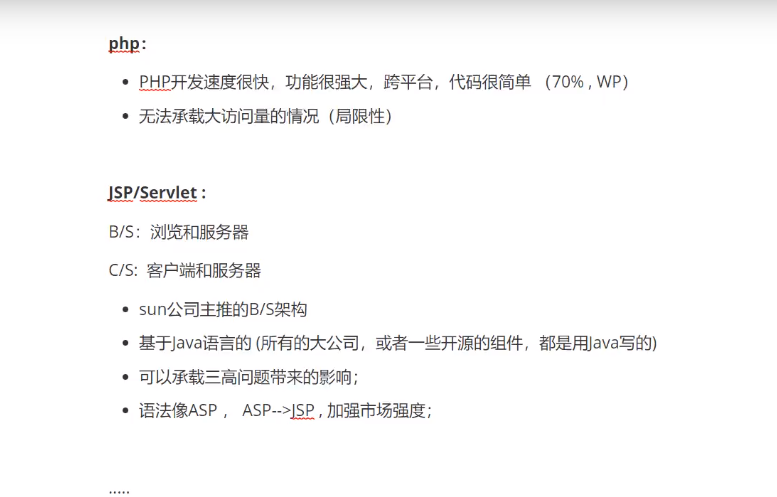 php：
PHP开发速度很快，功能很强大，跨平台，代码很简单 （70% , WP）
无法承载大访问量的情况（局限性）
JSP/Servlet :
B/S：浏览和服务器
C/S:  客户端和服务器
sun公司主推的B/S架构
基于Java语言的 (所有的大公司，或者一些开源的组件，都是用Java写的)
可以承载三高问题带来的影响；
语法像ASP ， ASP-->JSP , 加强市场强度；
.....